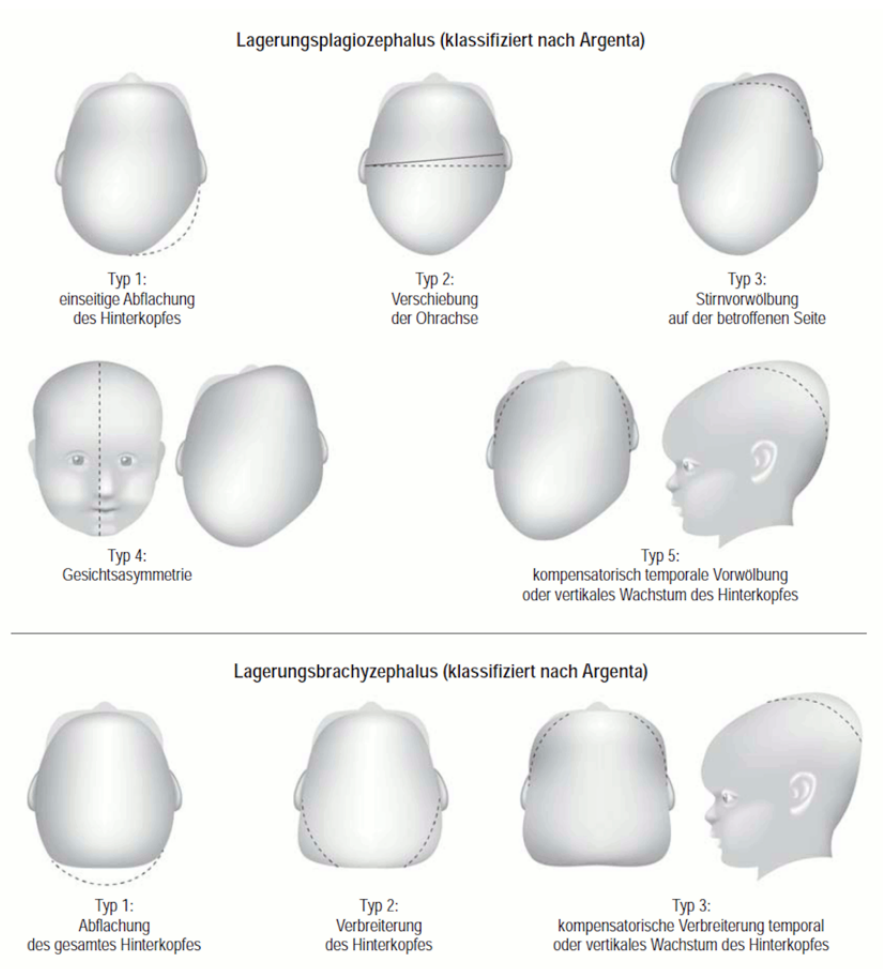 Lagerungsplagiozephalus (klassifiziert nach Argenta)
Typ 1:
einseitige Abflachung
des Hinterkopfes
Typ 2:
Verschiebung
der Ohrachse
Typ 3:
Stirnvorwölbung
auf der betroffenen Seite
Typ 4:
Gesichtsasymmetrie
Typ 5:
kompensatorisch temporale Vorwölbung
oder vertikales Wachstum des Hinterkopfes
Lagerungsbrachyzephalus (klassifiziert nach Argenta)
Typ 1:
Abflachung
des gesamtes Hinterkopfes
Typ 2:
Verbreiterung
des Hinterkopfes
Typ 3:
kompensatorische Verbreiterung temporal
oder vertikales Wachstum des Hinterkopfes